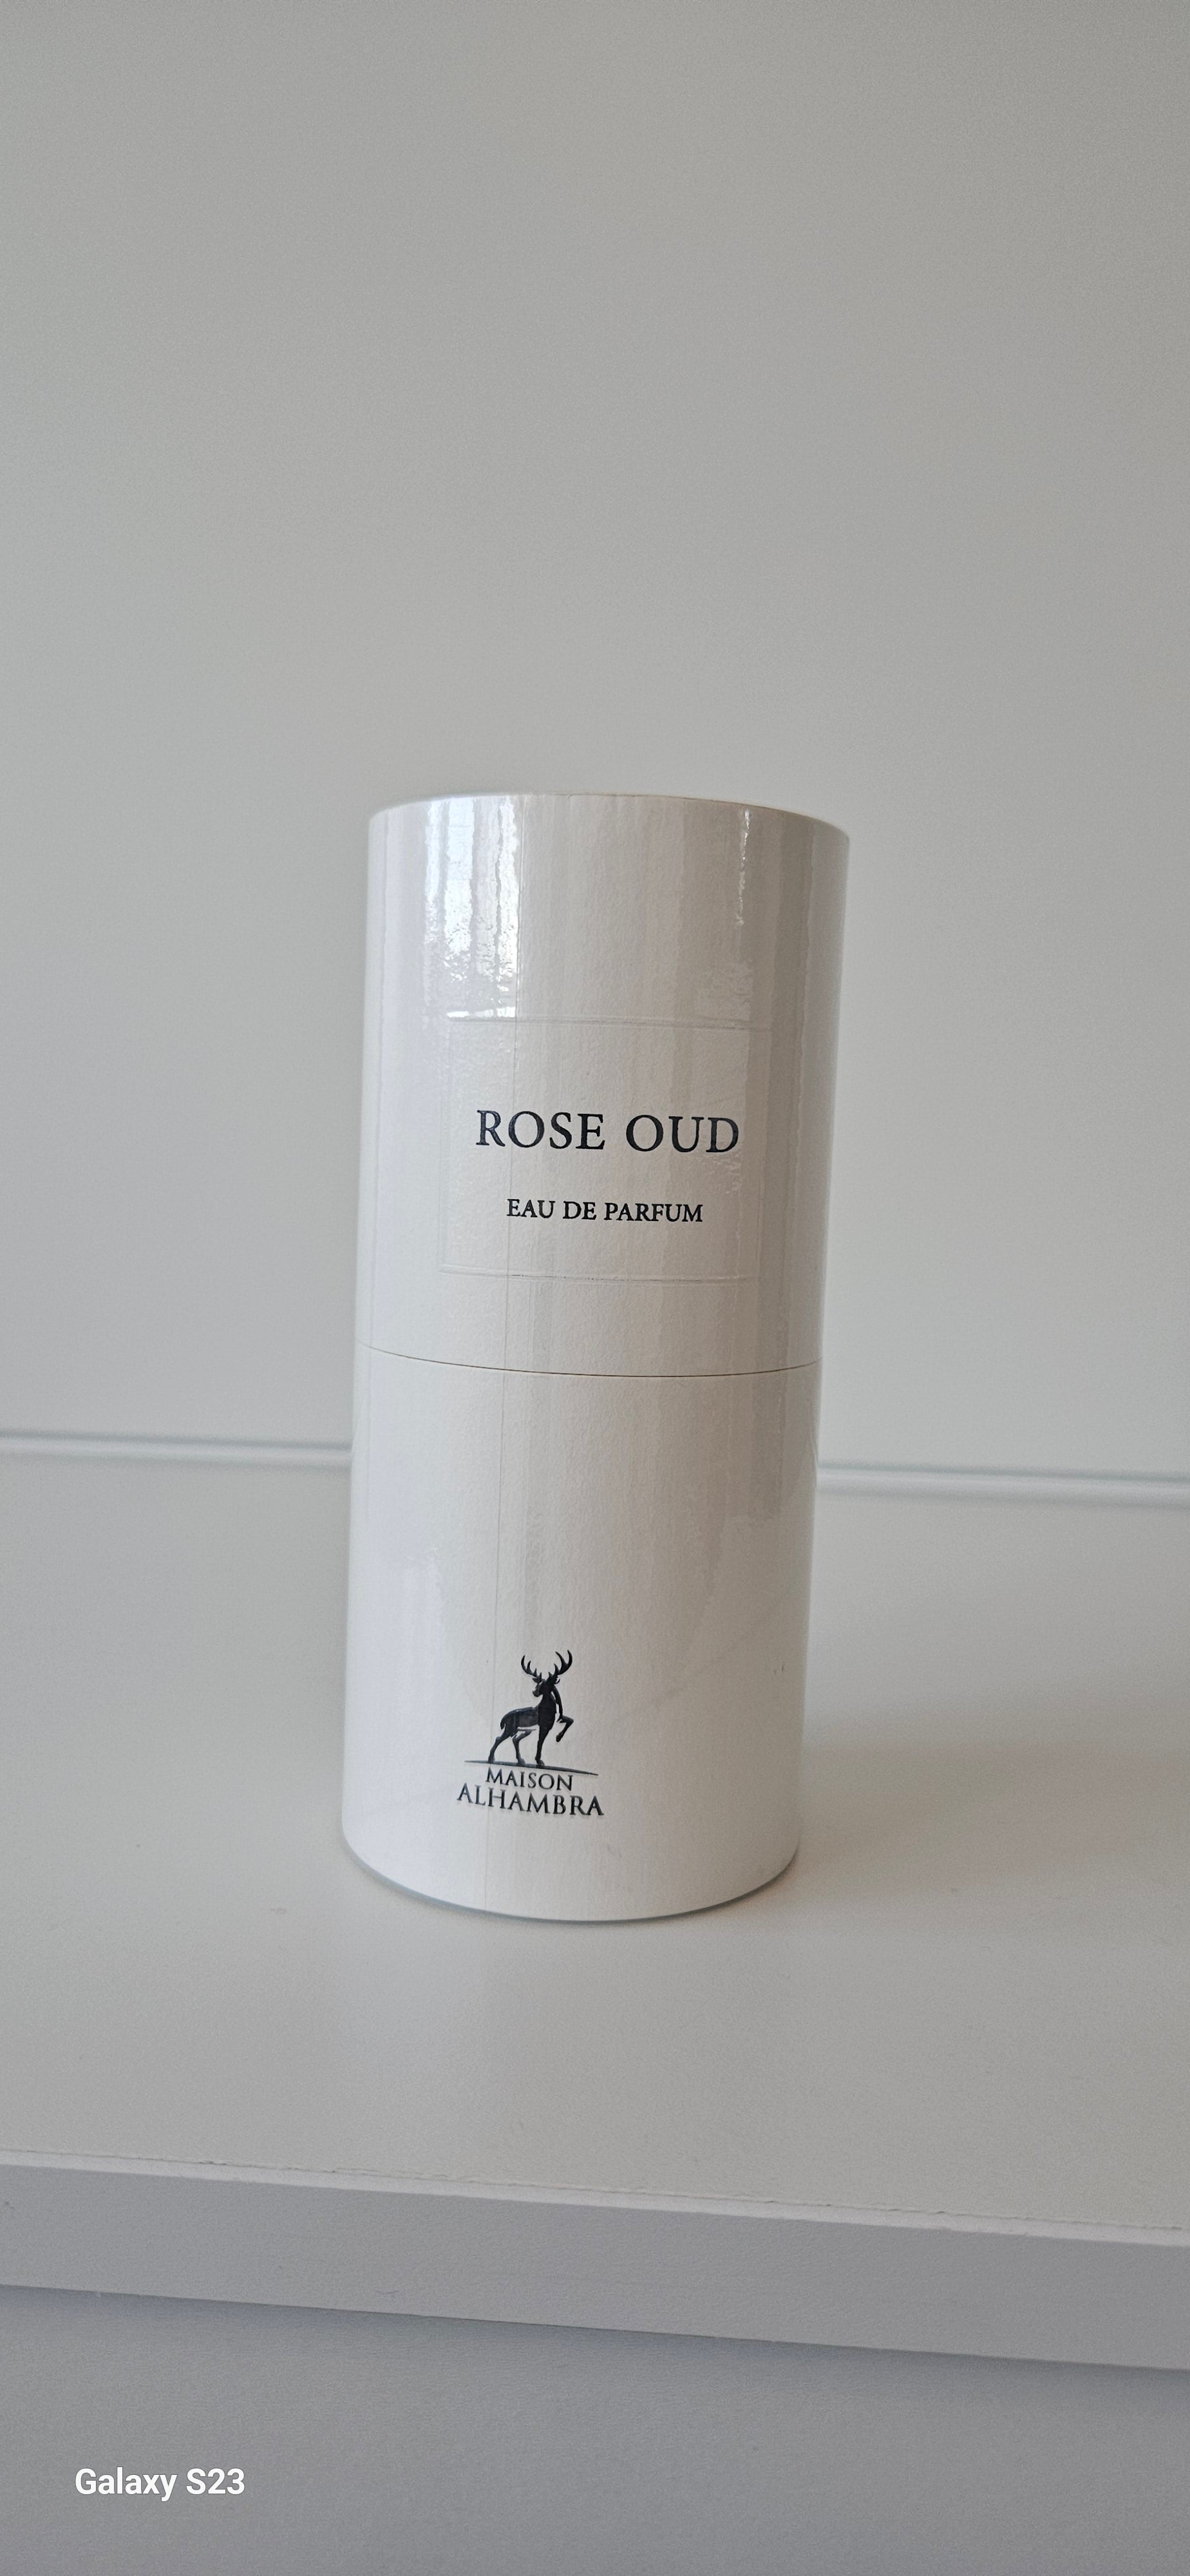 ROSE OUD
EAU DE PARFUM
MAISON
ALHAMBRA
Galaxy S23